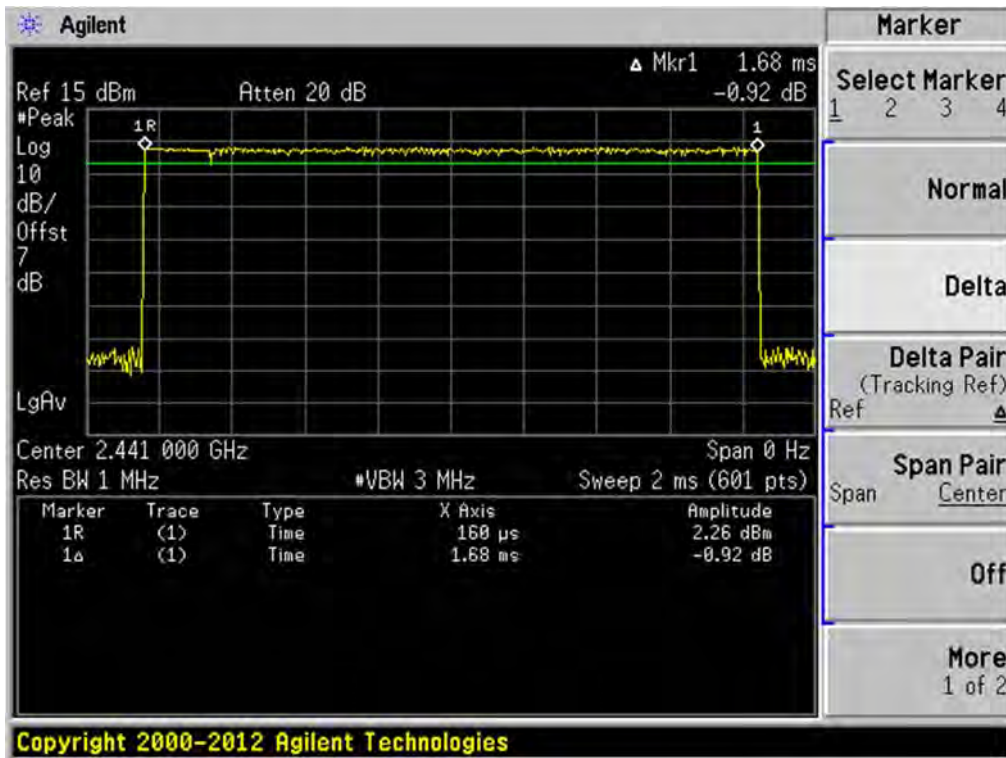 Agilent
Marker
Δ Mkr1 1.68 ms
Ref 15 dBm Atten 20 dB -0.92 dB
#Peak
Log
10
dB/
Offst
7
dB
LgAv
1R
1
Center 2.441 000 GHz Span 0 Hz
Res BW 1 MHz #VBW 3 MHz Sweep 2 ms (601 pts)
Marker Trace Type X Axis Amplitude
1R (1) Time 160 µs 2.26 dBm
1Δ (1) Time 1.68 ms -0.92 dB
Select Marker
1 2 3 4
Normal
Delta
Delta Pair
(Tracking Ref)
Ref Δ
Span Pair
Span Center
Off
More
1 of 2
Copyright 2000-2012 Agilent Technologies